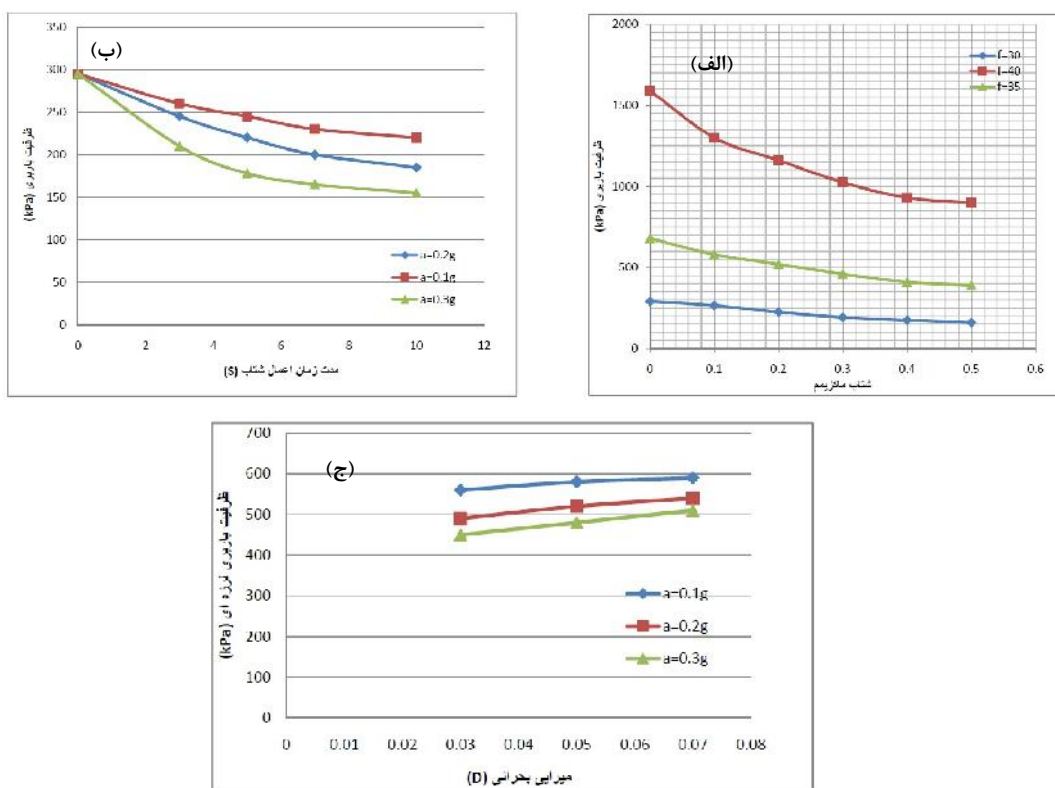 (ب)
350
300
250
200
150
100
50
0
0 2 4 6 8 10 12
ظرفیت باربری (kPa)
مدت زمان اعمال شتاب (S)
a=0.2g
a=0.1g
a=0.3g
(الف)
2000
1500
1000
500
0
0 0.1 0.2 0.3 0.4 0.5 0.6
ظرفیت باربری (kPa)
شتاب ماکزیمم
f=30
f=40
f=35
(ج)
700
600
500
400
300
200
100
0
0 0.01 0.02 0.03 0.04 0.05 0.06 0.07 0.08
ظرفیت باربری لرزه ای (kPa)
میرایی بحرانی (D)
a=0.1g
a=0.2g
a=0.3g